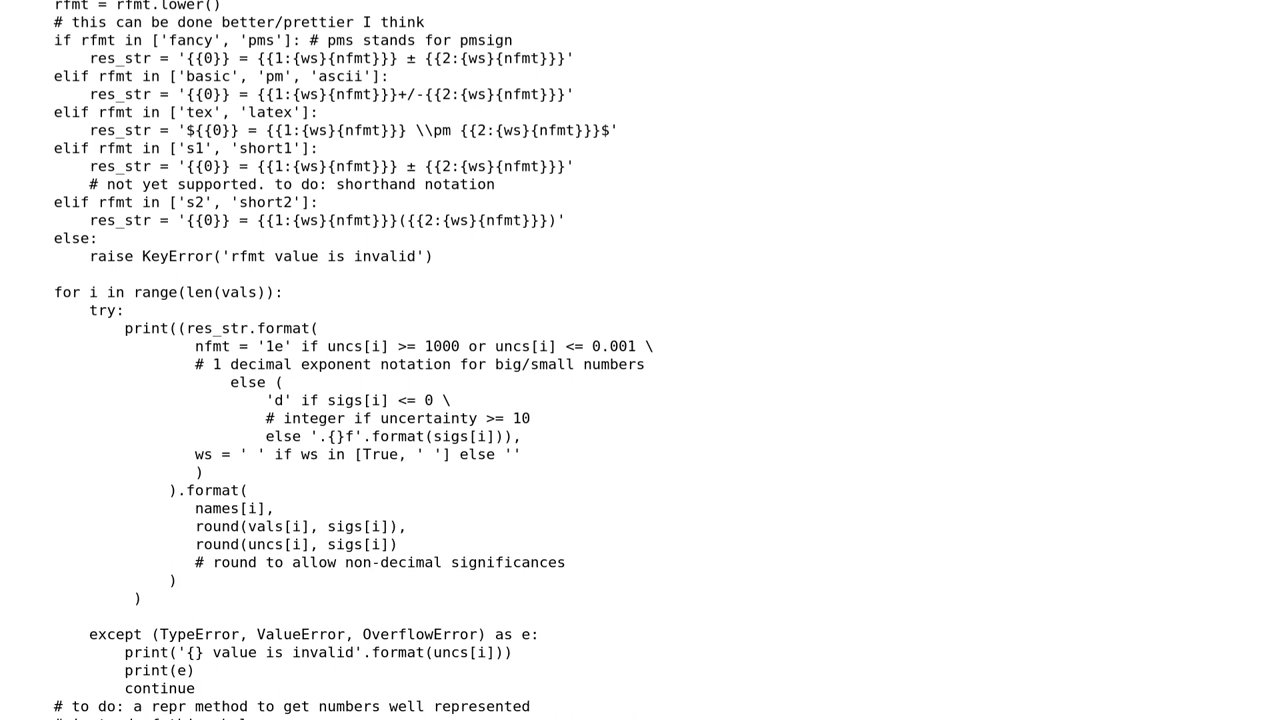 rfmt = rfmt.lower()
# this can be done better/prettier I think
if rfmt in ['fancy', 'pms']: # pms stands for pmsign
    res_str = '{{0}} = {{1:{ws}{nfmt}}} ± {{2:{ws}{nfmt}}}'
elif rfmt in ['basic', 'pm', 'ascii']:
    res_str = '{{0}} = {{1:{ws}{nfmt}}}+/-{{2:{ws}{nfmt}}}'
elif rfmt in ['tex', 'latex']:
    res_str = '${{0}} = {{1:{ws}{nfmt}}} \\pm {{2:{ws}{nfmt}}}$'
elif rfmt in ['s1', 'short1']:
    res_str = '{{0}} = {{1:{ws}{nfmt}}} ± {{2:{ws}{nfmt}}}'
    # not yet supported. to do: shorthand notation
elif rfmt in ['s2', 'short2']:
    res_str = '{{0}} = {{1:{ws}{nfmt}}}({{2:{ws}{nfmt}}})'
else:
    raise KeyError('rfmt value is invalid')

for i in range(len(vals)):
    try:
        print((res_str.format(
                nfmt = '1e' if uncs[i] >= 1000 or uncs[i] <= 0.001 \
                # 1 decimal exponent notation for big/small numbers
                    else (
                        'd' if sigs[i] <= 0 \
                        # integer if uncertainty >= 10
                        else '.{}f'.format(sigs[i])),
                ws = ' ' if ws in [True, ' '] else ''
                )
             ).format(
                names[i],
                round(vals[i], sigs[i]),
                round(uncs[i], sigs[i])
                # round to allow non-decimal significances
             )
         )

    except (TypeError, ValueError, OverflowError) as e:
        print('{} value is invalid'.format(uncs[i]))
        print(e)
        continue
# to do: a repr method to get numbers well represented